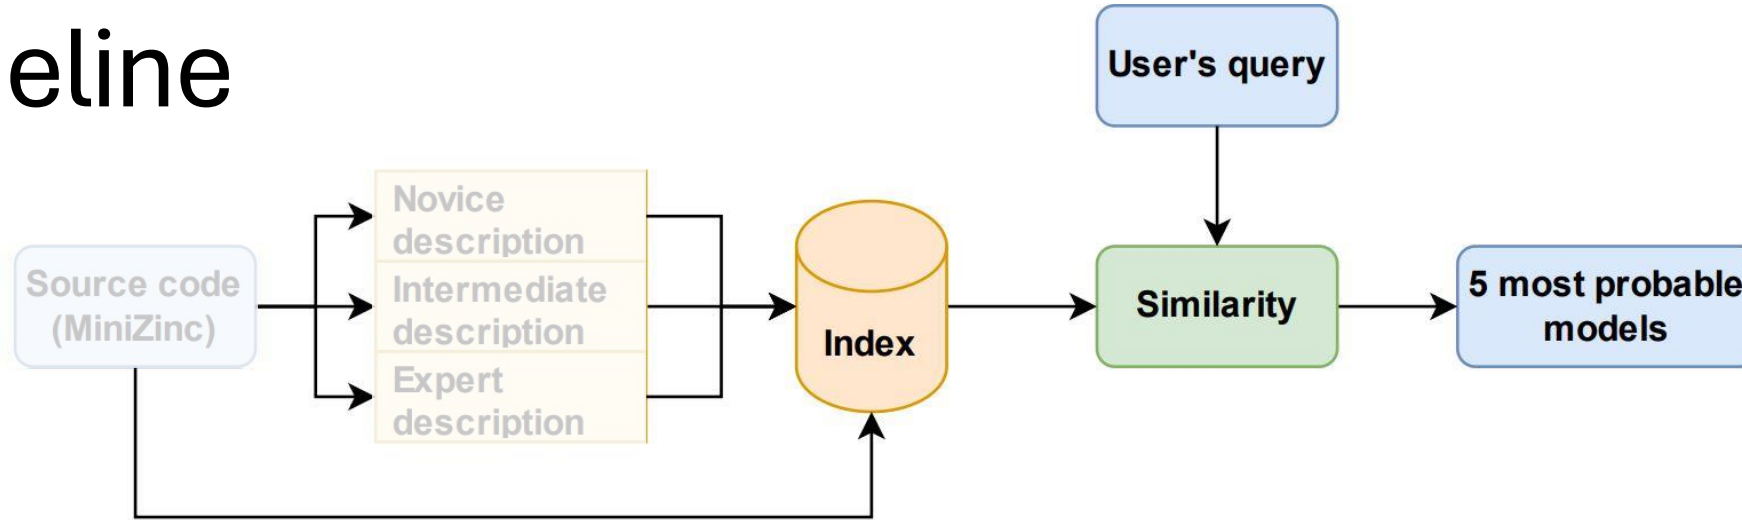 eline
User's query
Novice
description
Source code
(MiniZinc)
Intermediate
description
Expert
description
Index
Similarity
5 most probable
models